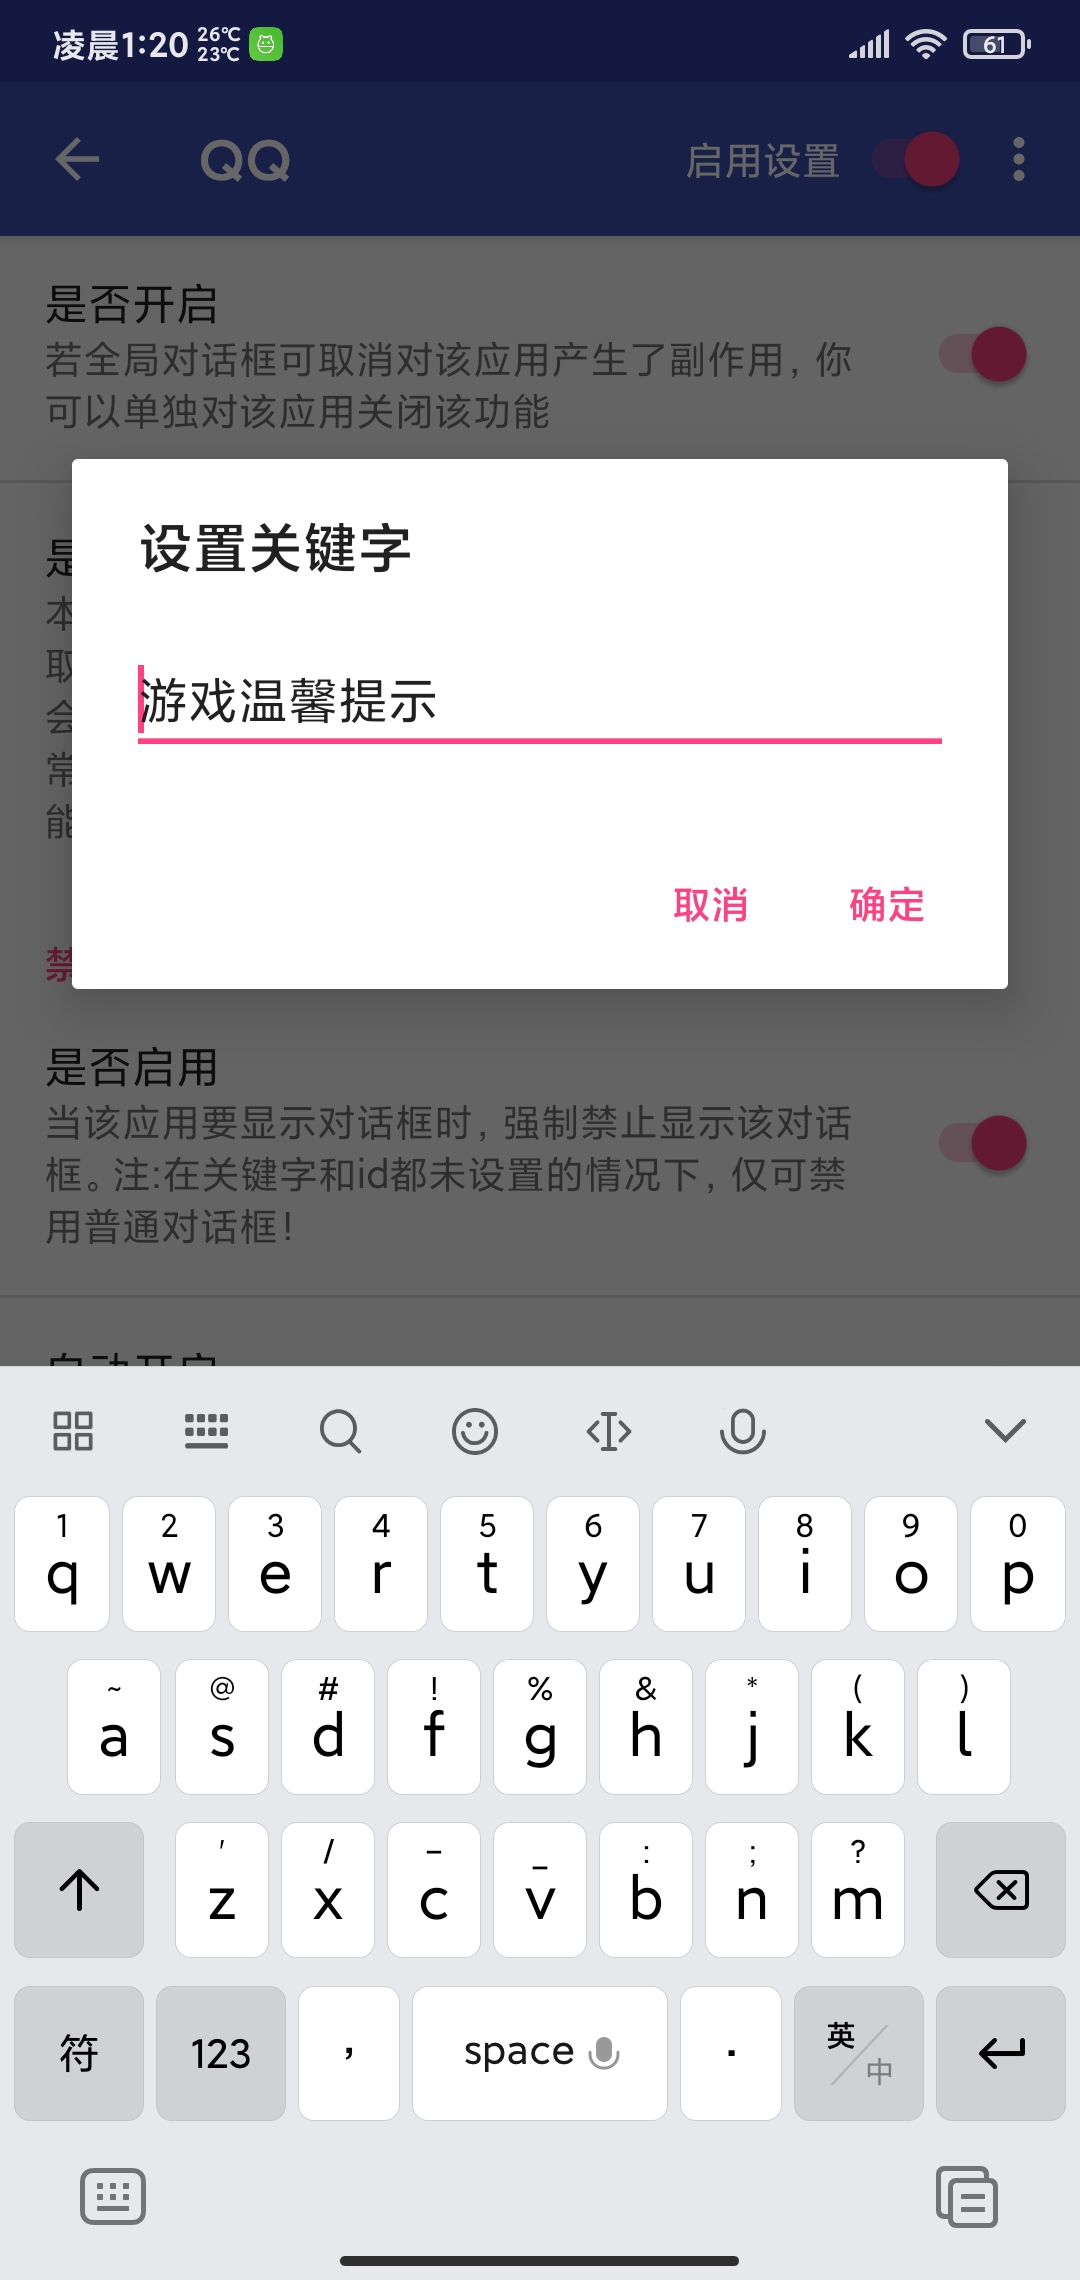 凌晨1:20 26℃ 23℃ 61
QQ 启用设置
是否开启
若全局对话框可取消对该应用产生了副作用，你
可以单独对该应用关闭该功能
设置关键字
是
本
取
会
常
能
游戏温馨提示
取消 确定
禁
是否启用
当该应用要显示对话框时，强制禁止显示该对话
框。注:在关键字和id都未设置的情况下，仅可禁
用普通对话框！
自动开启
1 2 3 4 5 6 7 8 9 0
q w e r t y u i o p
~ @ # ! % & * ( )
a s d f g h j k l
' / - _ : ; ?
z x c v b n m
符 123 , space . 英/中